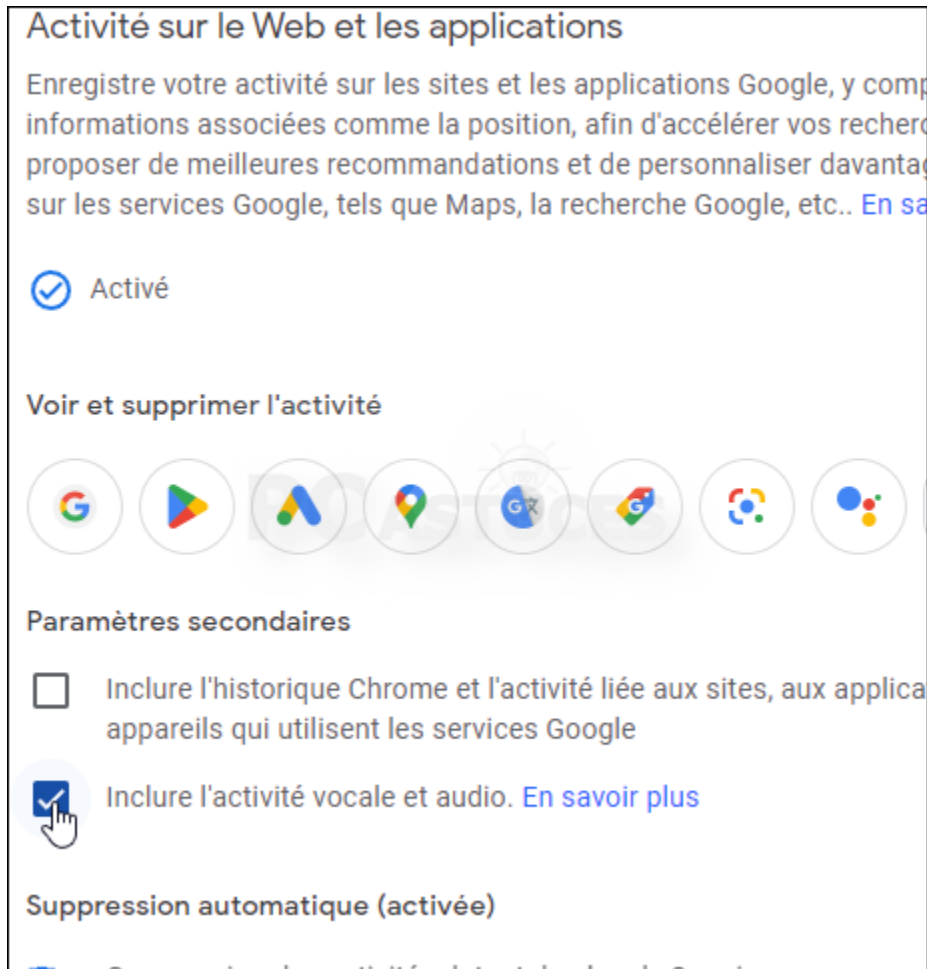 Activité sur le Web et les applications
Enregistre votre activité sur les sites et les applications Google, y comp
informations associées comme la position, afin d'accélérer vos recherc
proposer de meilleures recommandations et de personnaliser davantag
sur les services Google, tels que Maps, la recherche Google, etc.. En sa
Activé
Voir et supprimer l'activité
PC ASTUCES
Paramètres secondaires
Inclure l'historique Chrome et l'activité liée aux sites, aux applica
appareils qui utilisent les services Google
Inclure l'activité vocale et audio. En savoir plus
Suppression automatique (activée)